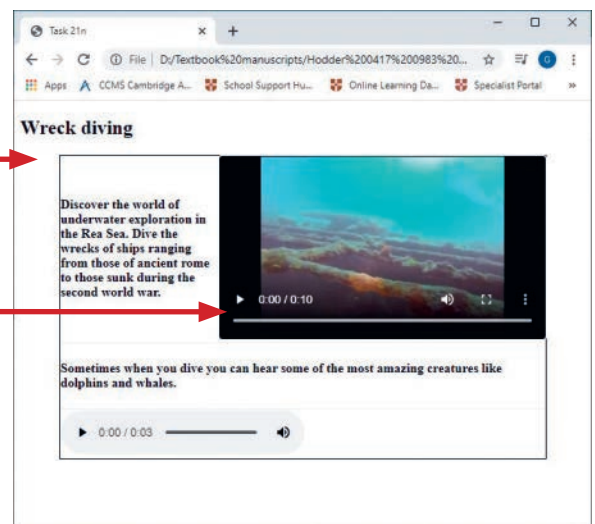 Task 21n
File | D:/Textbook%20manuscripts/Hodder%200417%20983%20...
Apps CCMS Cambridge A... School Support Hu... Online Learning Da... Specialist Portal »
G
Wreck diving
Discover the world of
underwater exploration in
the Rea Sea. Dive the
wrecks of ships ranging
from those of ancient rome
to those sunk during the
second world war.
0:00 / 0:10
Sometimes when you dive you can hear some of the most amazing creatures like
dolphins and whales.
0:00 / 0:03